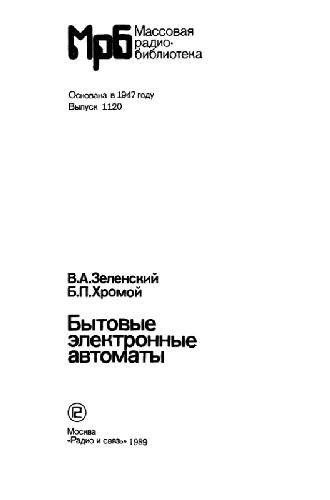 МРБ Массовая
радио-
библиотека
Основана в 1947 году
Выпуск 1120
В.А.Зеленский
Б.П.Хромой
Бытовые
электронные
автоматы
Москва
«Радио и связь» 1989